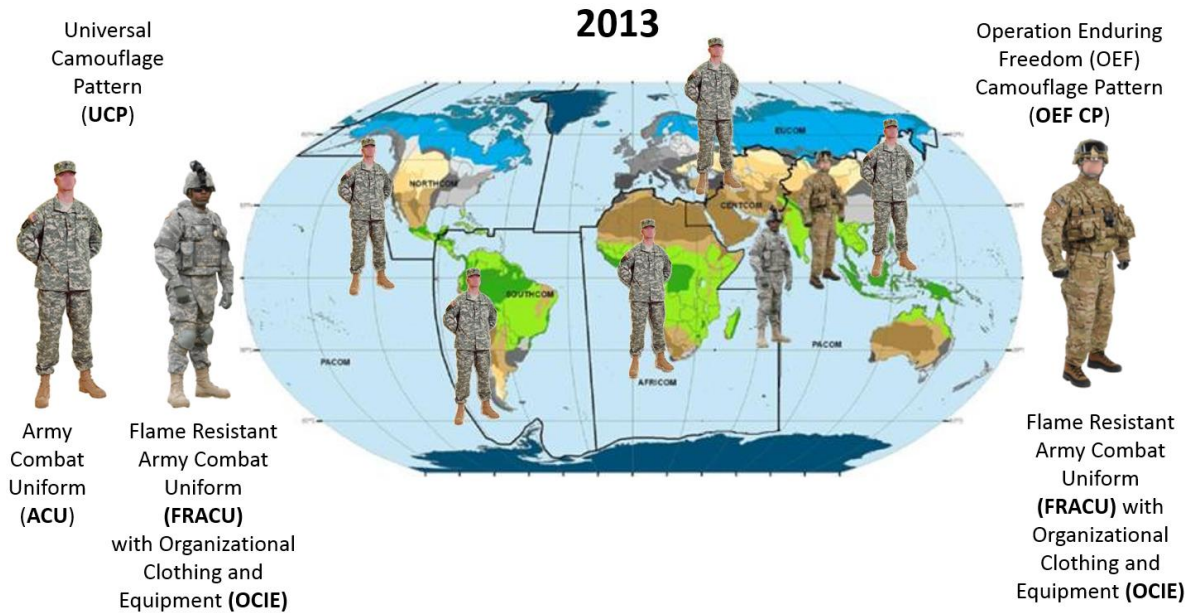 2013
Universal
Camouflage
Pattern
(UCP)
Operation Enduring
Freedom (OEF)
Camouflage Pattern
(OEF CP)
EUCOM
NORTHCOM
CENTCOM
SOUTHCOM
PACOM
PACOM
AFRICOM
Army
Combat
Uniform
(ACU)
Flame Resistant
Army Combat
Uniform
(FRACU)
with Organizational
Clothing and
Equipment (OCIE)
Flame Resistant
Army Combat
Uniform
(FRACU) with
Organizational
Clothing and
Equipment (OCIE)